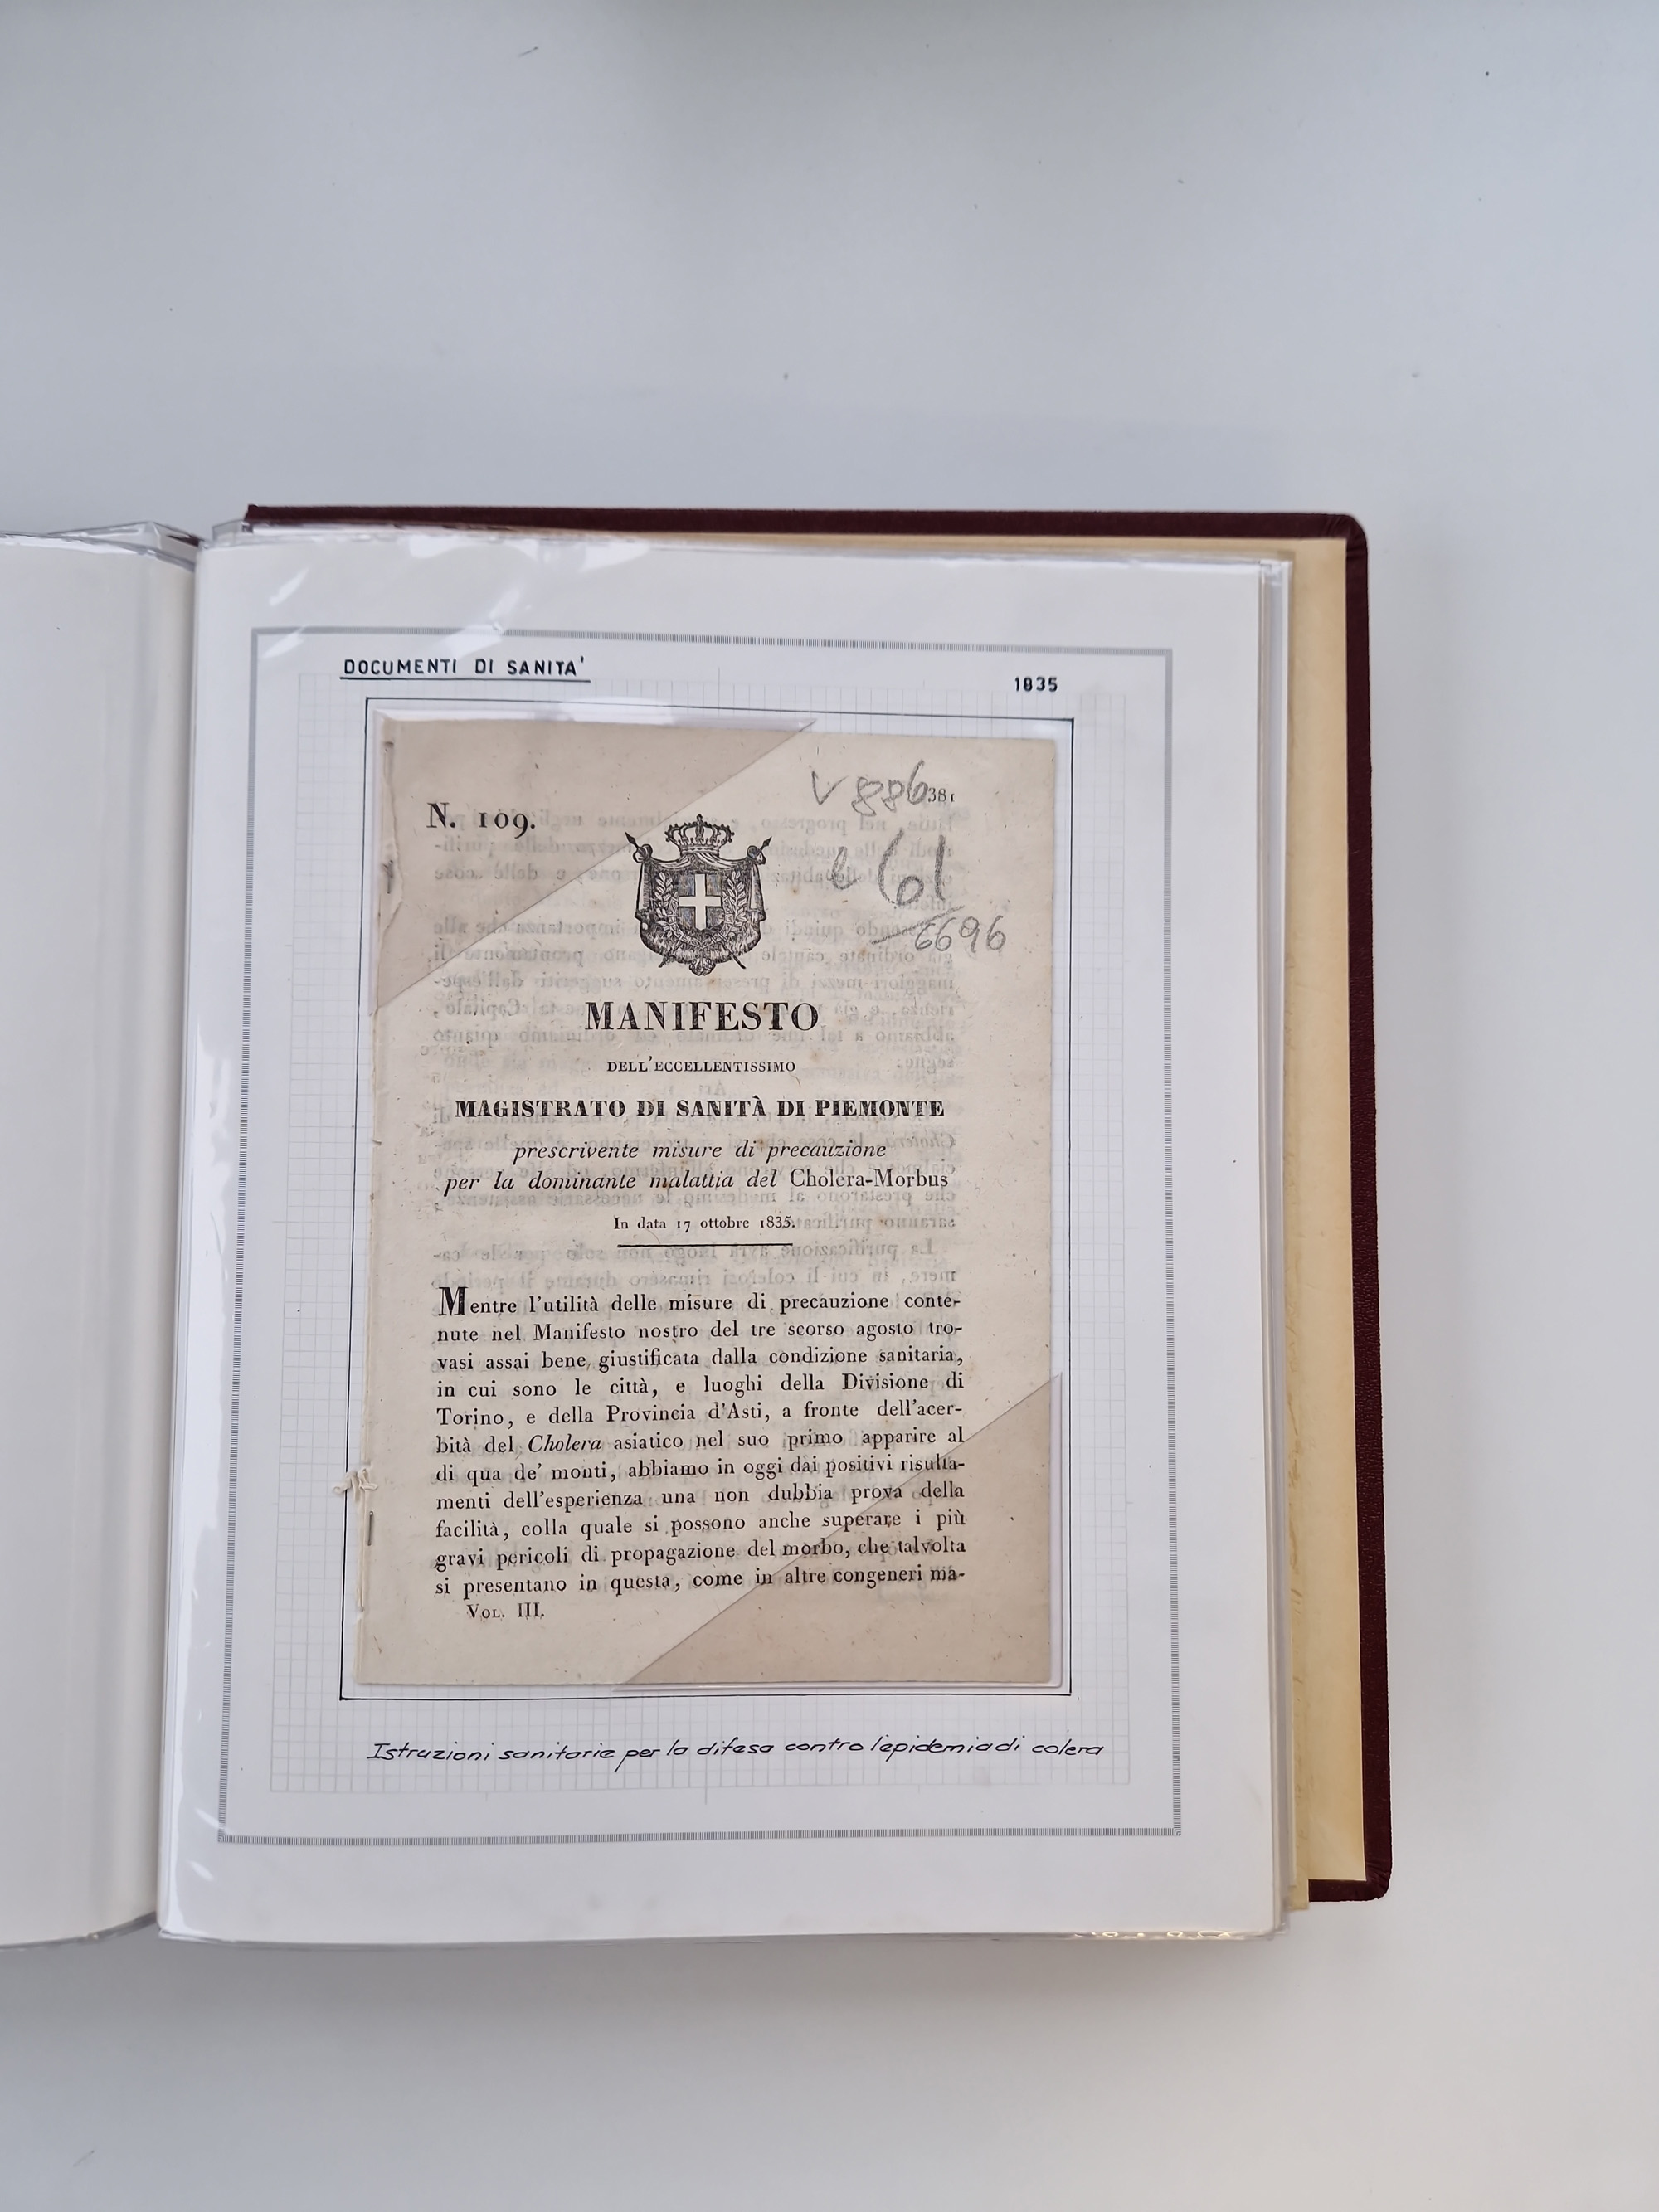 DOCUMENTI DI SANITA'
1835
V 886
381
N. 109.
6696
MANIFESTO
DELL'ECCELLENTISSIMO
MAGISTRATO DI SANITÀ DI PIEMONTE
prescrivente misure di precauzione
per la dominante malattia del Cholera-Morbus
In data 17 ottobre 1835.
Mentre l'utilità delle misure di precauzione conte-
nute nel Manifesto nostro del tre scorso agosto tro-
vasi assai bene giustificata dalla condizione sanitaria,
in cui sono le città, e luoghi della Divisione di
Torino, e della Provincia d'Asti, a fronte dell'acer-
bità del Cholera asiatico nel suo primo apparire al
di qua de' monti, abbiamo in oggi dai positivi risulta-
menti dell'esperienza una non dubbia prova della
facilità, colla quale si possono anche superare i più
gravi pericoli di propagazione del morbo, che talvolta
si presentano in questa, come in altre congeneri ma-
VOL. III.
Istruzioni sanitarie per la difesa contro l'epidemia di colera